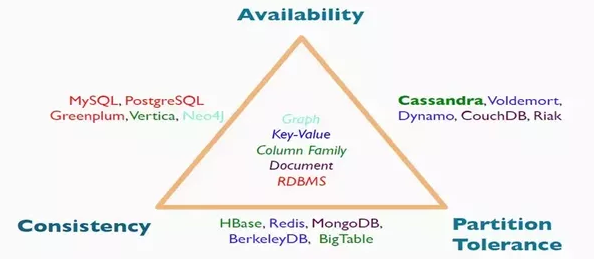 Availability
MySQL, PostgreSQL
Greenplum, Vertica, Neo4J
Cassandra, Voldemort,
Dynamo, CouchDB, Riak
Graph
Key-Value
Column Family
Document
RDBMS
Consistency
HBase, Redis, MongoDB,
BerkeleyDB, BigTable
Partition
Tolerance